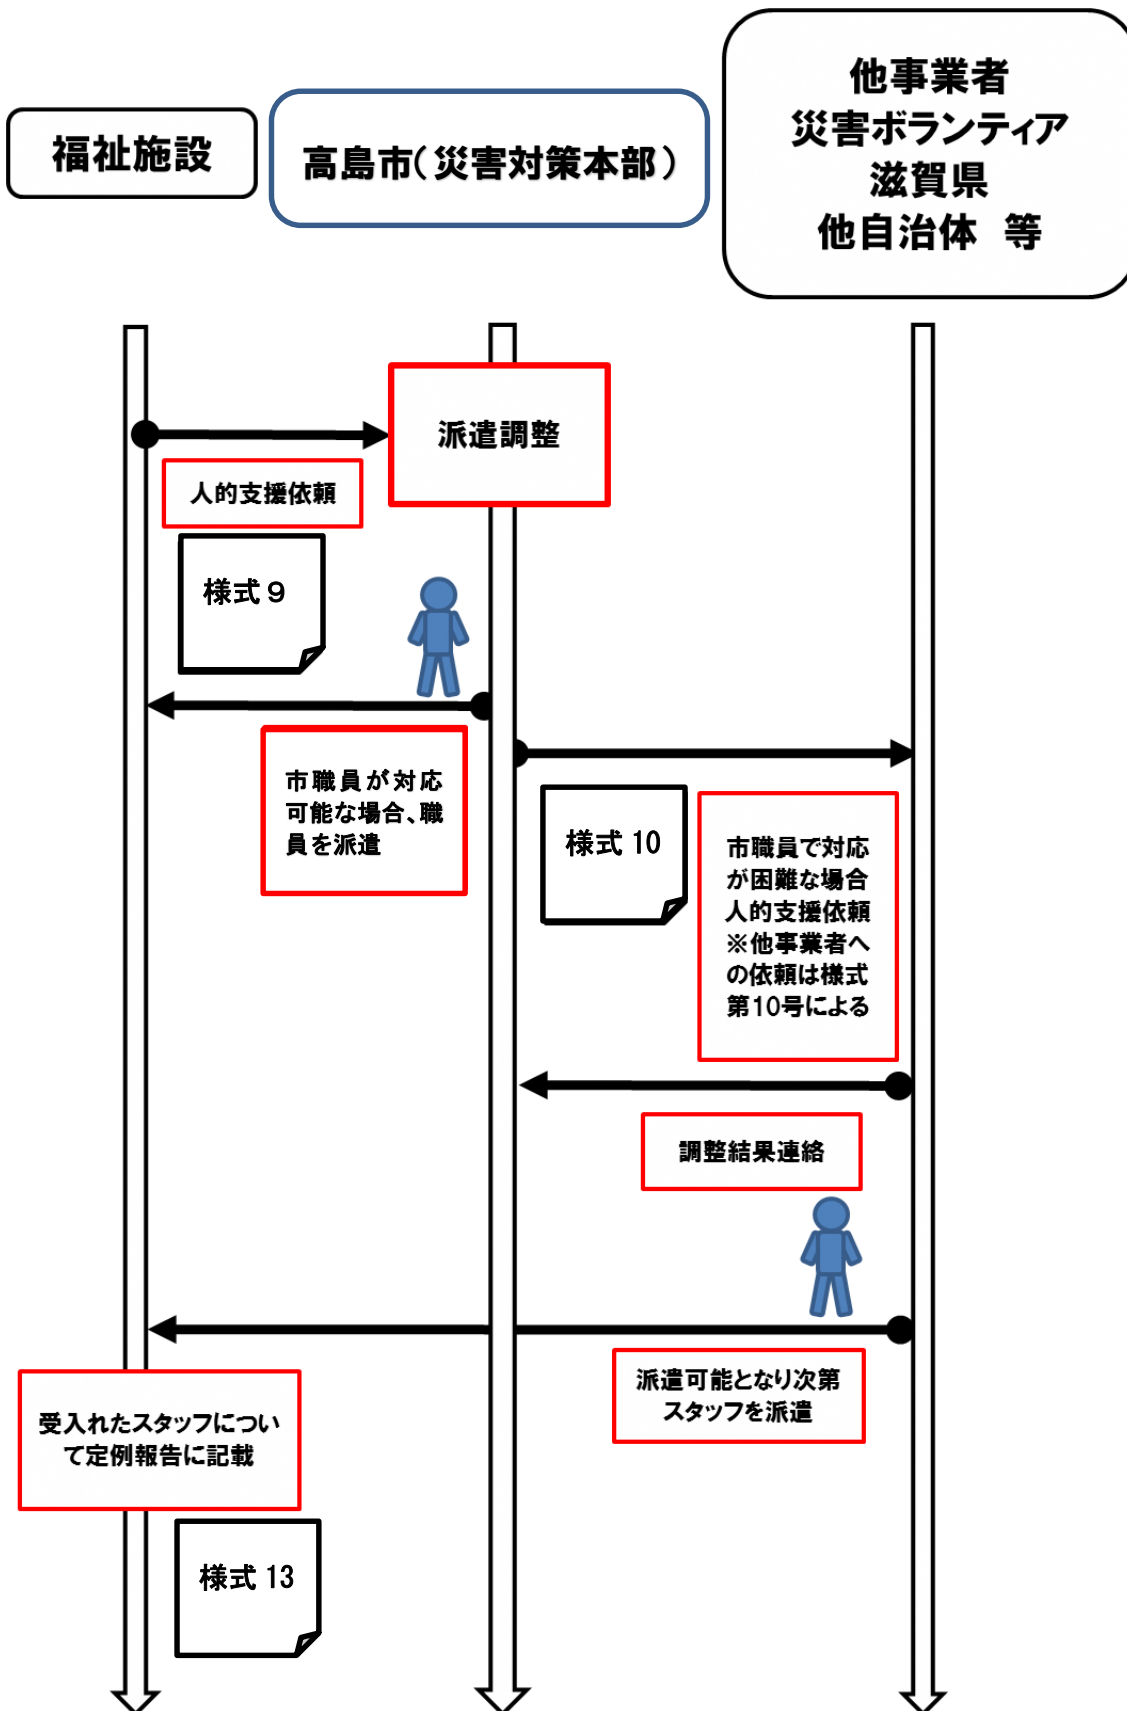 福祉施設
高島市(災害対策本部)
他事業者
災害ボランティア
滋賀県
他自治体 等
派遣調整
人的支援依頼
様式9
市職員が対応
可能な場合、職
員を派遣
様式10
市職員で対応
が困難な場合
人的支援依頼
※他事業者へ
の依頼は様式
第10号による
調整結果連絡
派遣可能となり次第
スタッフを派遣
受入れたスタッフについ
て定例報告に記載
様式13